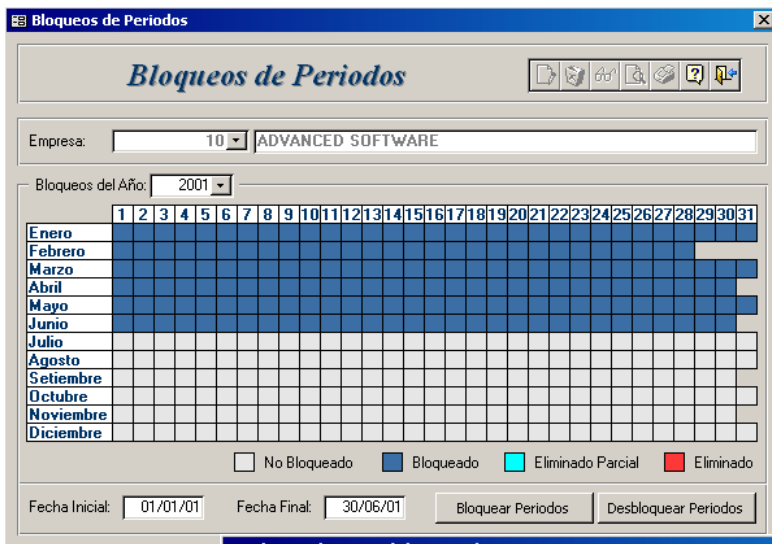 Bloqueos de Periodos
Bloqueos de Periodos
Empresa: 10 ADVANCED SOFTWARE
Bloqueos del Año: 2001
1 2 3 4 5 6 7 8 9 10 11 12 13 14 15 16 17 18 19 20 21 22 23 24 25 26 27 28 29 30 31
Enero
Febrero
Marzo
Abril
Mayo
Junio
Julio
Agosto
Setiembre
Octubre
Noviembre
Diciembre
No Bloqueado Bloqueado Eliminado Parcial Eliminado
Fecha Inicial: 01/01/01 Fecha Final: 30/06/01 Bloquear Periodos Desbloquear Periodos